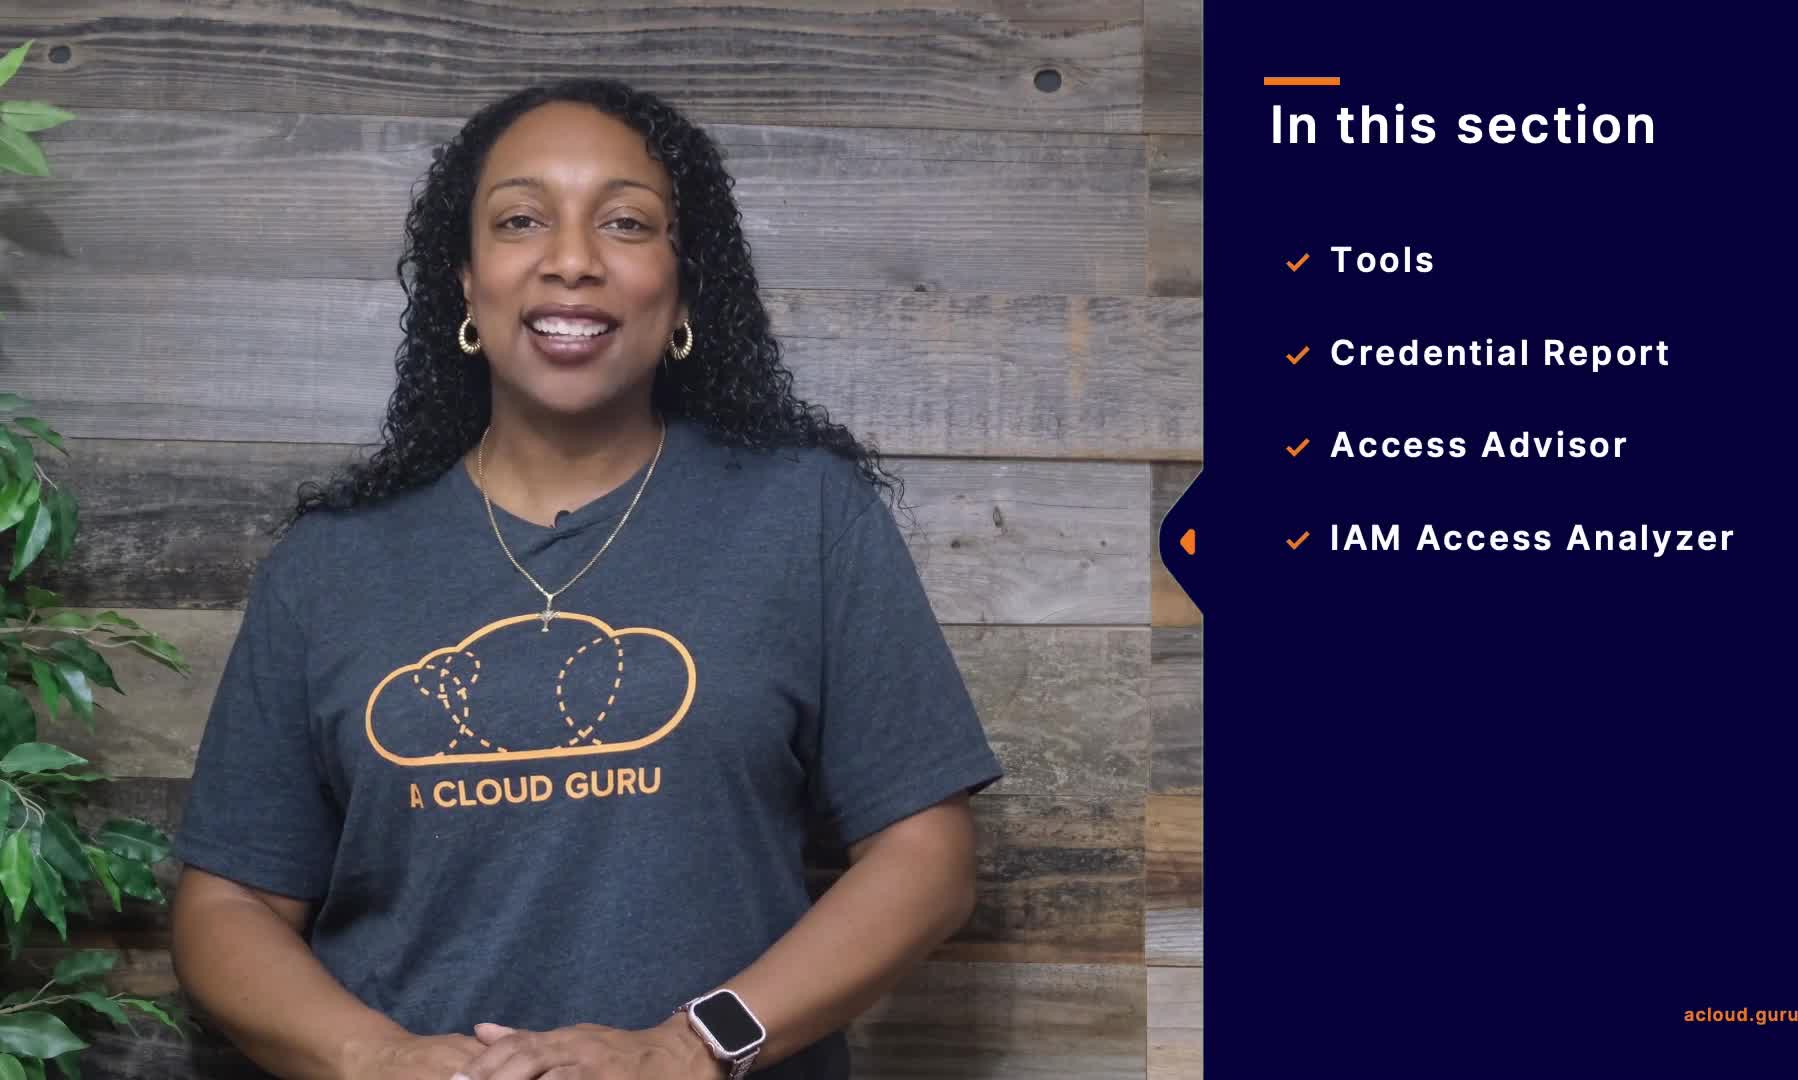 In this section
Tools
Credential Report
Access Advisor
IAM Access Analyzer
A CLOUD GURU
acloud.guru